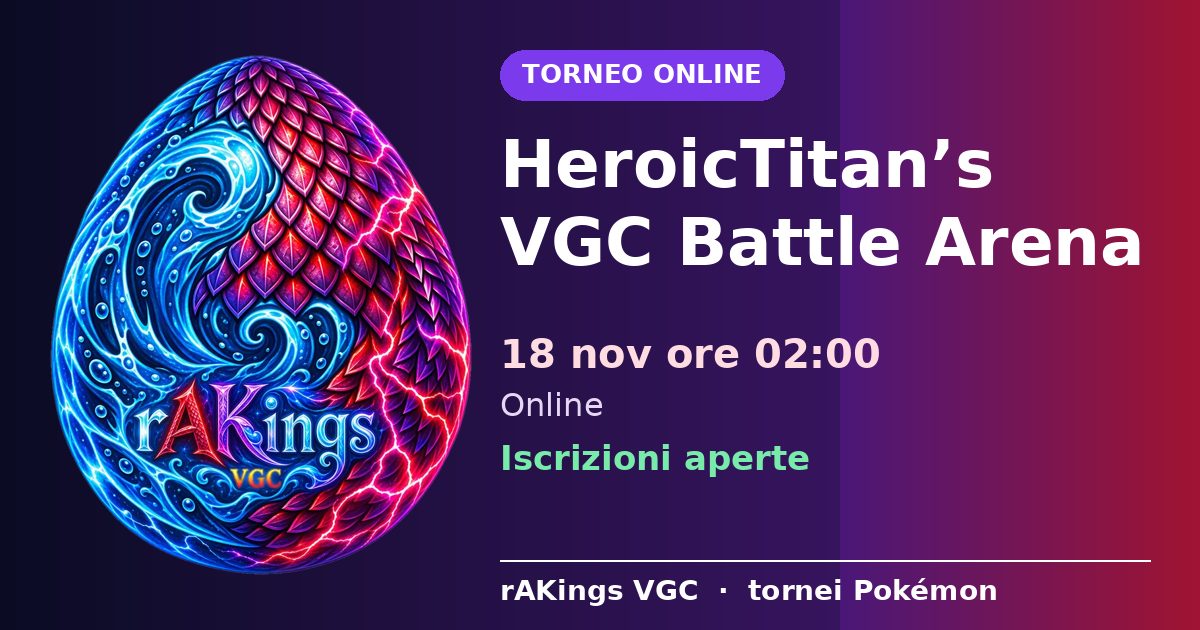 TORNEO ONLINE
HeroicTitan’s
VGC Battle Arena
18 nov ore 02:00
Online
Iscrizioni aperte
rAKings
VGC
rAKings VGC · tornei Pokémon